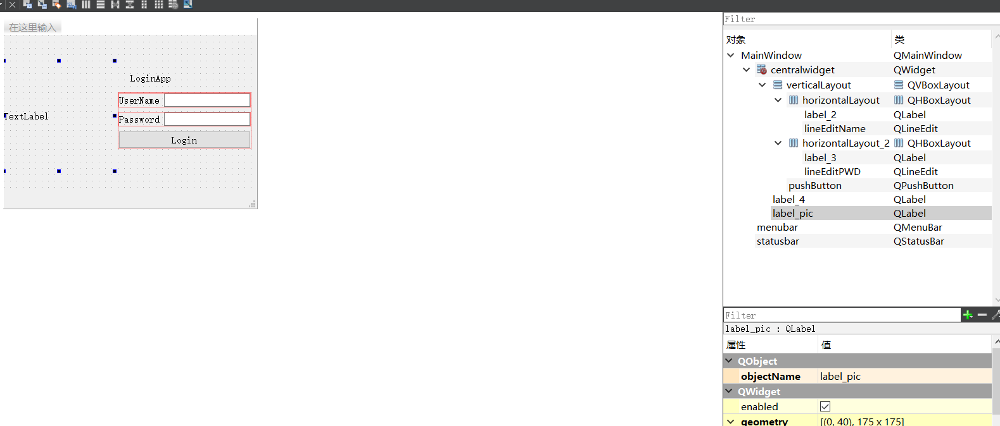 在这里输入
LoginApp
UserName
TextLabel
Password
Login
Filter
对象 类
MainWindow QMainWindow
centralwidget QWidget
verticalLayout QVBoxLayout
horizontalLayout QHBoxLayout
label_2 QLabel
lineEditName QLineEdit
horizontalLayout_2 QHBoxLayout
label_3 QLabel
lineEditPWD QLineEdit
pushButton QPushButton
label_4 QLabel
label_pic QLabel
menubar QMenuBar
statusbar QStatusBar
Filter
label_pic : QLabel
属性 值
QObject
objectName label_pic
QWidget
enabled
geometry [(0, 40), 175 x 175]